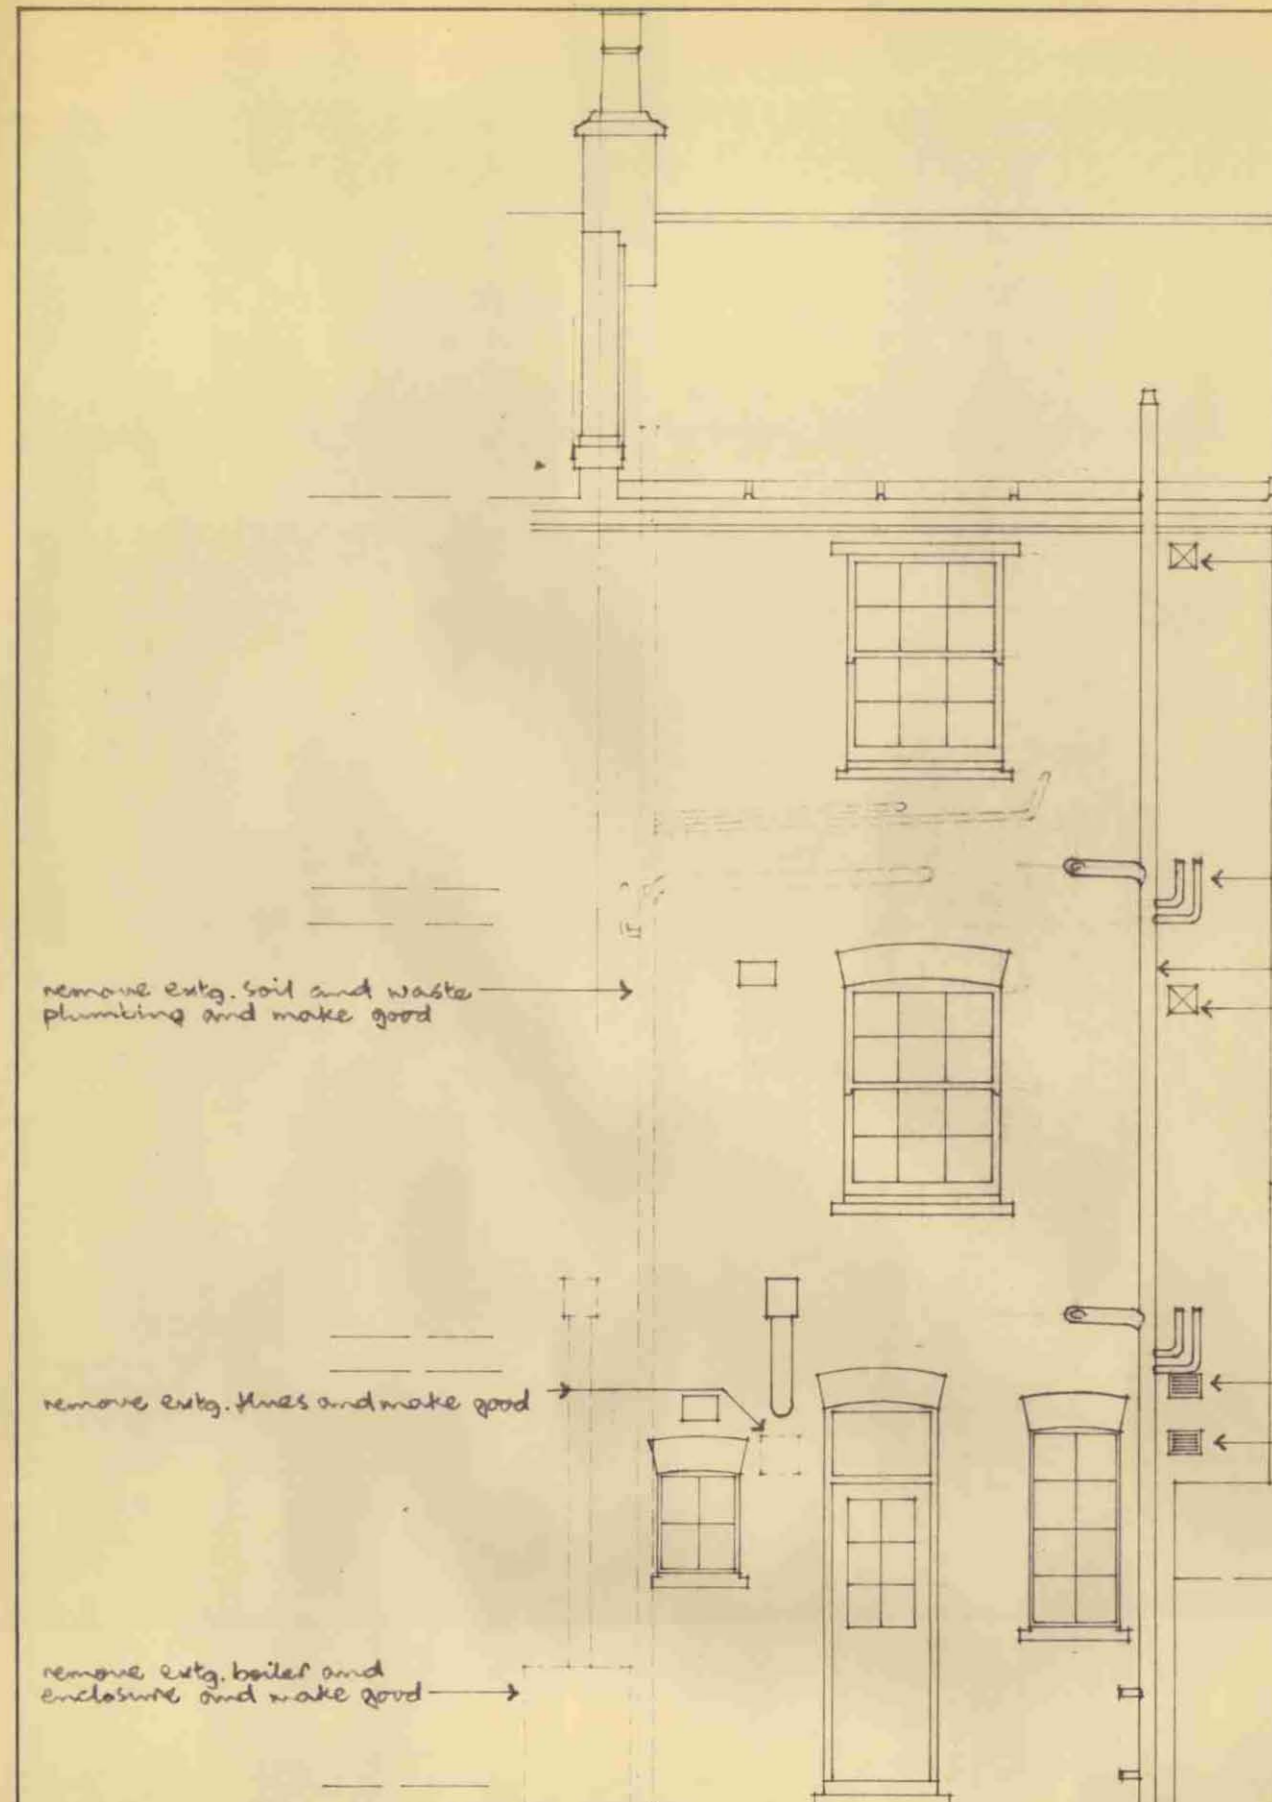 remove extg. soil and waste
plumbing and make good
remove extg. flues and make good
remove extg. boiler and
enclosure and make good